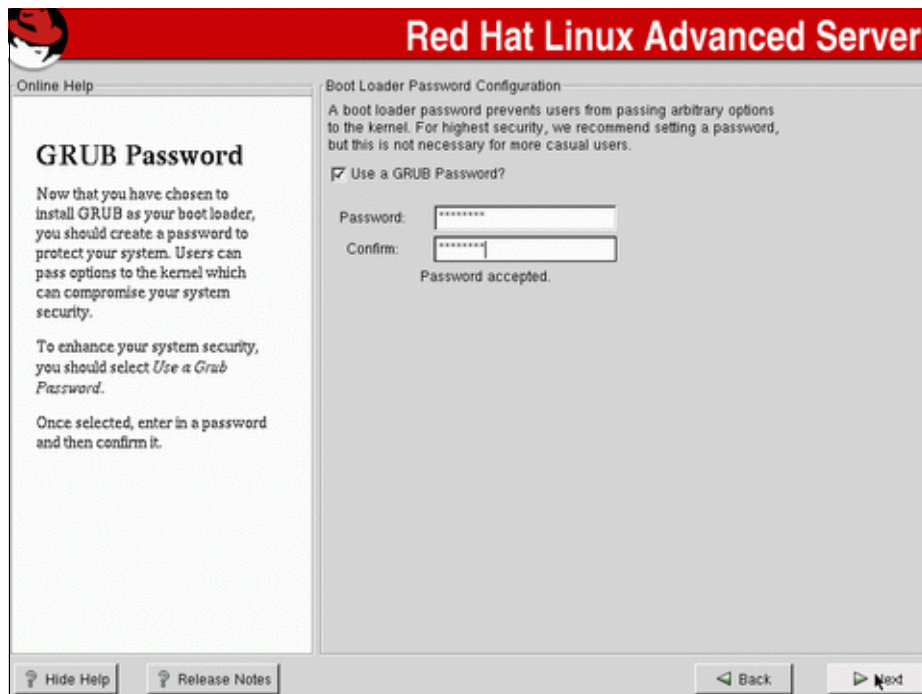 Red Hat Linux Advanced Server
Online Help
GRUB Password
Now that you have chosen to
install GRUB as your boot loader,
you should create a password to
protect your system. Users can
pass options to the kernel which
can compromise your system
security.
To enhance your system security,
you should select Use a Grub
Password.
Once selected, enter in a password
and then confirm it.
Boot Loader Password Configuration
A boot loader password prevents users from passing arbitrary options
to the kernel. For highest security, we recommend setting a password,
but this is not necessary for more casual users.
Use a GRUB Password?
Password: ********
Confirm: ********
Password accepted.
Hide Help
Release Notes
Back
Next